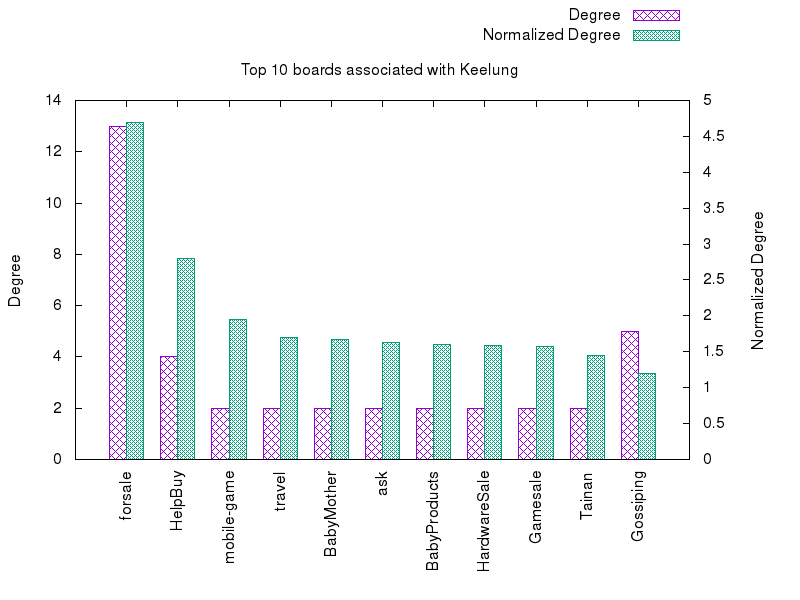 Degree
Normalized Degree
Top 10 boards associated with Keelung
14
12
10
8
6
4
2
0
5
4.5
4
3.5
3
2.5
2
1.5
1
0.5
0
Degree
Normalized Degree
forsale
HelpBuy
mobile-game
travel
BabyMother
ask
BabyProducts
HardwareSale
Gamesale
Tainan
Gossiping